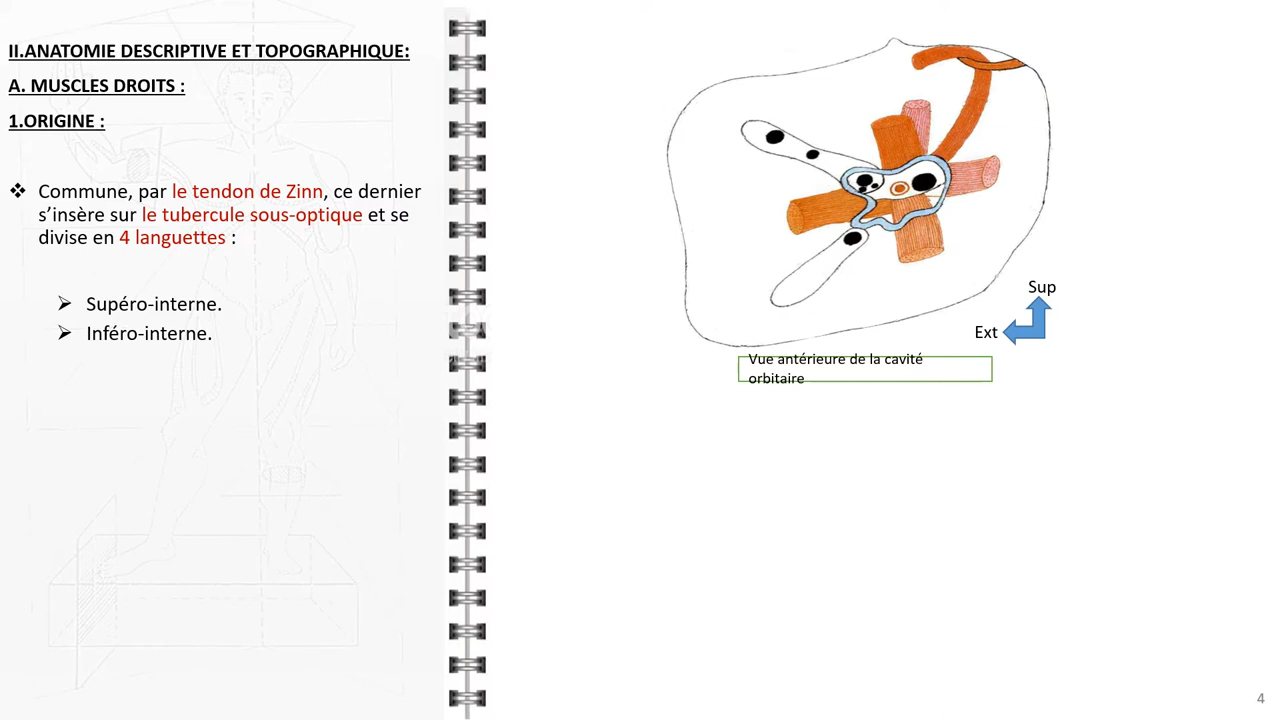 II.ANATOMIE DESCRIPTIVE ET TOPOGRAPHIQUE:
A. MUSCLES DROITS :
1.ORIGINE :
❖ Commune, par le tendon de Zinn, ce dernier
s’insère sur le tubercule sous-optique et se
divise en 4 languettes :
➢ Supéro-interne.
➢ Inféro-interne.
Sup
Ext
Vue antérieure de la cavité
orbitaire
4